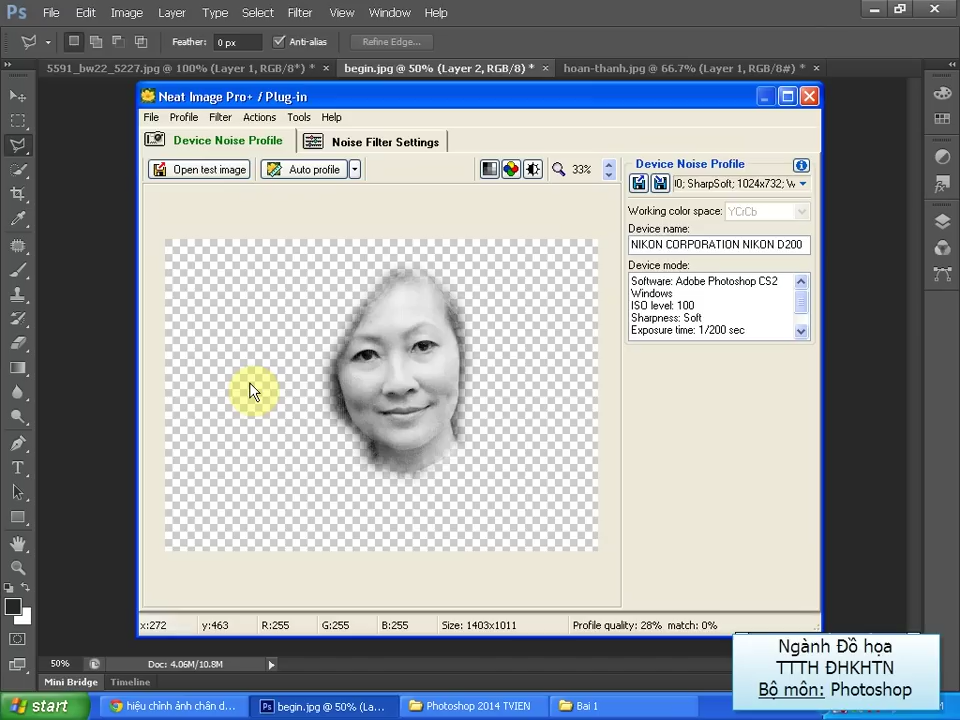 Ps File Edit Image Layer Type Select Filter View Window Help
Feather: 0 px Anti-alias Refine Edge...
5591_bw22_5227.jpg @ 100% (Layer 1, RGB/8*) * × begin.jpg @ 50% (Layer 2, RGB/8) * × hoan-thanh.jpg @ 66.7% (Layer 1, RGB/8#) * ×
Neat Image Pro+ / Plug-in
File Profile Filter Actions Tools Help
Device Noise Profile Noise Filter Settings
Open test image Auto profile 33%
Device Noise Profile
I0; SharpSoft; 1024x732; W
Working color space: YCrCb
Device name:
NIKON CORPORATION NIKON D200
Device mode:
Software: Adobe Photoshop CS2
Windows
ISO level: 100
Sharpness: Soft
Exposure time: 1/200 sec
x:272 y:463 R:255 G:255 B:255 Size: 1403x1011 Profile quality: 28% match: 0%
50% Doc: 4.06M/10.8M
Mini Bridge Timeline
Ngành Đồ họa
TTTH ĐHKHTN
Bộ môn: Photoshop
start hiệu chỉnh ảnh chân d... begin.jpg @ 50% (La... Photoshop 2014 TVIEN Bai 1